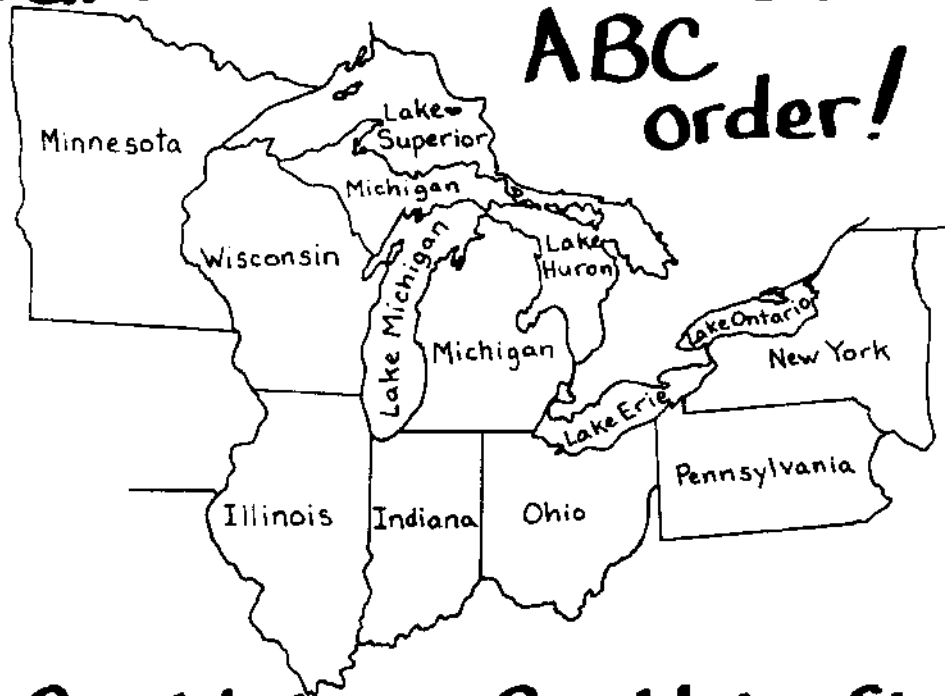 ABC
order!
Lake
Superior
Minnesota
Michigan
Wisconsin
Lake Michigan
Lake
Huron
Lake Ontario
Michigan
New York
Lake Erie
Pennsylvania
Illinois
Indiana
Ohio